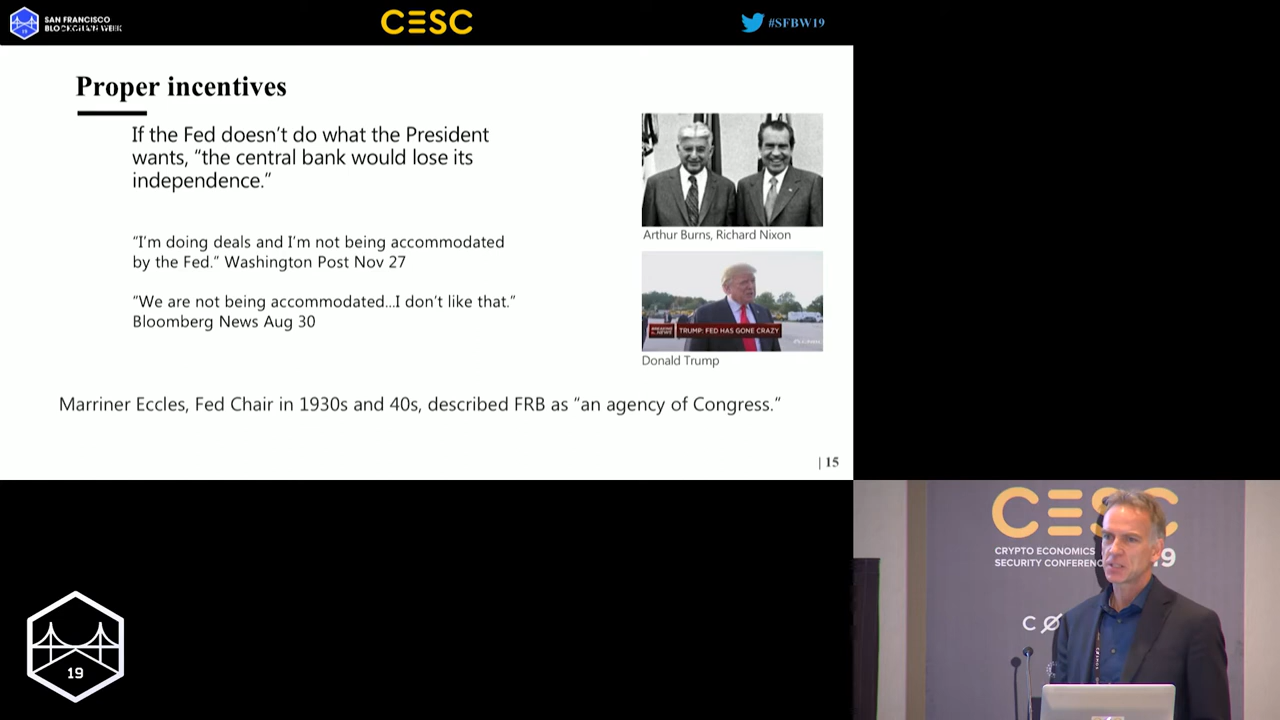 SAN FRANCISCO
BLOCKCHAIN WEEK
19
CESC
#SFBW19
Proper incentives
If the Fed doesn't do what the President
wants, "the central bank would lose its
independence."
"I'm doing deals and I'm not being accommodated
by the Fed." Washington Post Nov 27
"We are not being accommodated...I don't like that."
Bloomberg News Aug 30
Arthur Burns, Richard Nixon
BREAKING
NEWS
TRUMP: FED HAS GONE CRAZY
Donald Trump
Marriner Eccles, Fed Chair in 1930s and 40s, described FRB as "an agency of Congress."
| 15
CESC
CRYPTO ECONOMICS
SECURITY
19
19